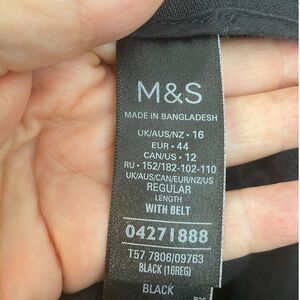 M&S
MADE IN BANGLADESH
UK/AUS/NZ • 16
EUR • 44
CAN/US • 12
RU • 152/182-102-110
UK/AUS/CAN/EUR/NZ/US
REGULAR
LENGTH
WITH BELT
04271888
T57 7806/09763
BLACK (16REG)
BLACK